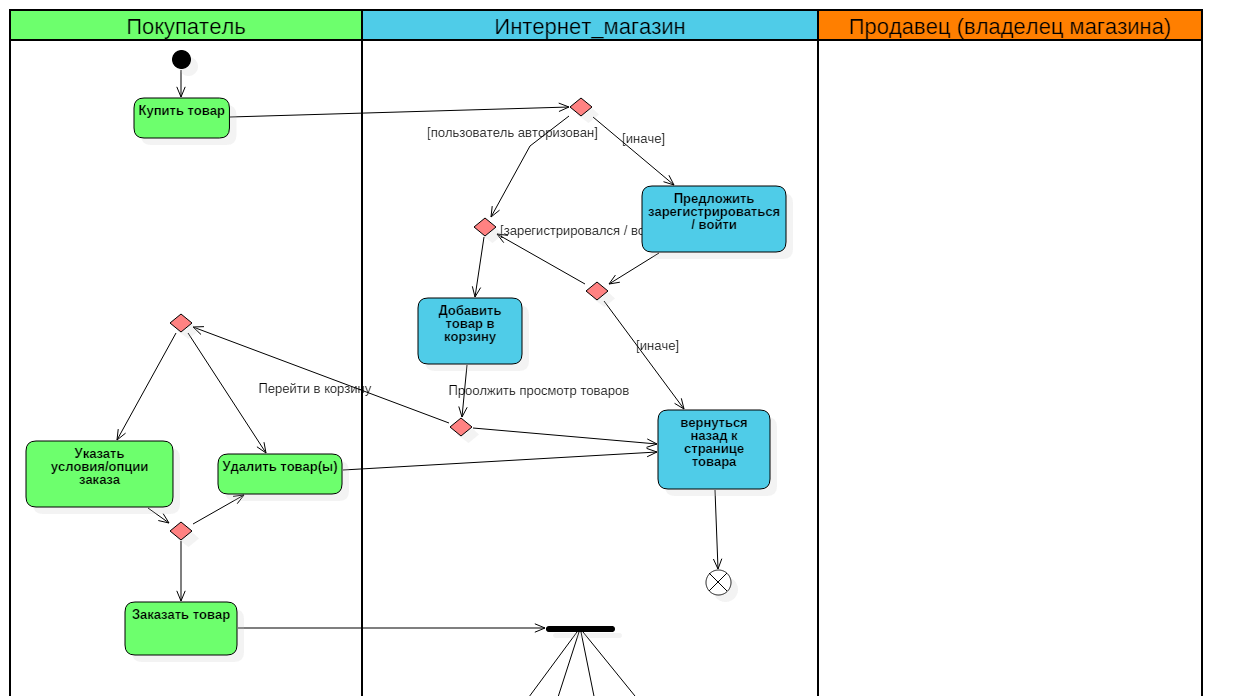 Покупатель
Интернет_магазин
Продавец (владелец магазина)
Купить товар
[пользователь авторизован]
[иначе]
Предложить
зарегистрироваться
/ войти
[зарегистрировался /
Добавить
товар в
корзину
[иначе]
Перейти в корзину
Проолжить просмотр товаров
вернуться
назад к
странице
товара
Указать
условия/опции
заказа
Удалить товар(ы)
Заказать товар